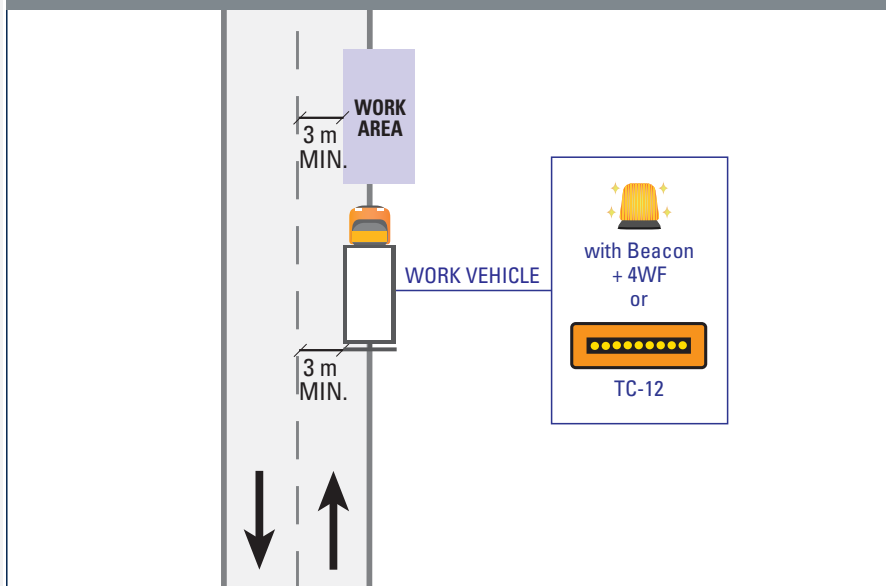 WORK
AREA
3 m
MIN.
WORK VEHICLE
with Beacon
+ 4WF
or
TC-12
3 m
MIN.